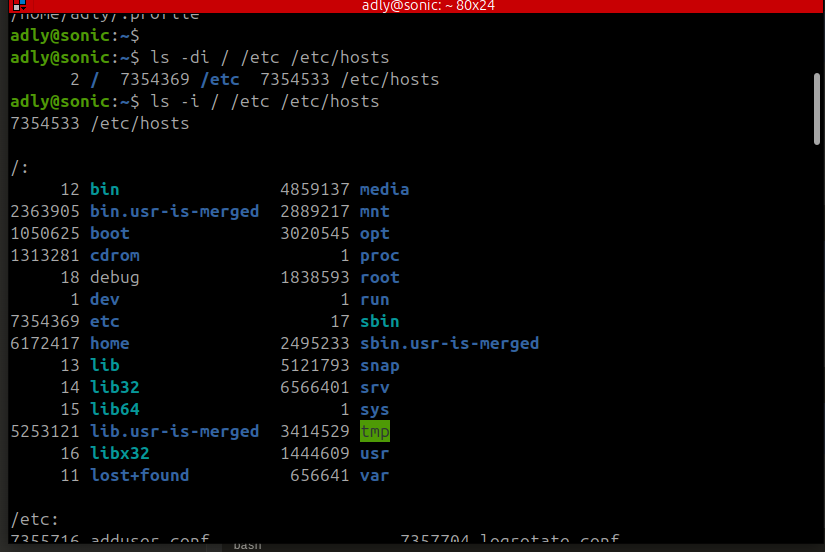 adly@sonic: ~ 80x24
/home/adly/.profile
adly@sonic:~$
adly@sonic:~$ ls -di / /etc /etc/hosts
      2 /  7354369 /etc  7354533 /etc/hosts
adly@sonic:~$ ls -i / /etc /etc/hosts
7354533 /etc/hosts

/:
     12 bin                4859137 media
2363905 bin.usr-is-merged  2889217 mnt
1050625 boot               3020545 opt
1313281 cdrom                    1 proc
     18 debug              1838593 root
      1 dev                      1 run
7354369 etc                     17 sbin
6172417 home               2495233 sbin.usr-is-merged
     13 lib                5121793 snap
     14 lib32              6566401 srv
     15 lib64                    1 sys
5253121 lib.usr-is-merged  3414529 tmp
     16 libx32             1444609 usr
     11 lost+found          656641 var

/etc:
7355716 adduser.conf                   7357704 logrotate.conf
bash